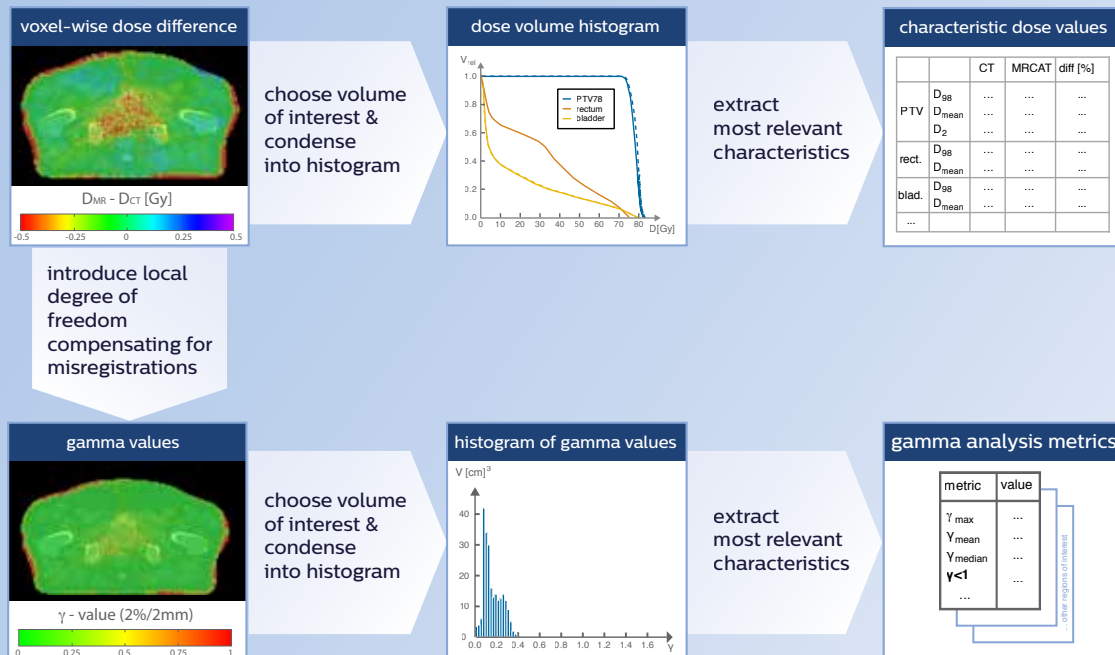 voxel-wise dose difference
DMR - DCT [Gy]
-0.5 -0.25 0 0.25 0.5
choose volume
of interest &
condense
into histogram
dose volume histogram
Vrel
1.0
0.8
0.6
0.4
0.2
0.0
0 10 20 30 40 50 60 70 80 D[Gy]
PTV78
rectum
bladder
extract
most relevant
characteristics
characteristic dose values
CT MRCAT diff [%]
PTV
D98 ... ... ...
Dmean ... ... ...
D2 ... ... ...
rect.
D98 ... ... ...
Dmean ... ... ...
blad.
D98 ... ... ...
Dmean ... ... ...
...
introduce local
degree of
freedom
compensating for
misregistrations
gamma values
γ - value (2%/2mm)
0 0.25 0.5 0.75 1
choose volume
of interest &
condense
into histogram
histogram of gamma values
V [cm]3
40
30
20
10
0
0.0 0.2 0.4 0.6 0.8 1.0 1.2 1.4 1.6 γ
extract
most relevant
characteristics
gamma analysis metrics
metric value
γmax ...
γmean ...
γmedian ...
γ<1 ...
...
... other regions of interest